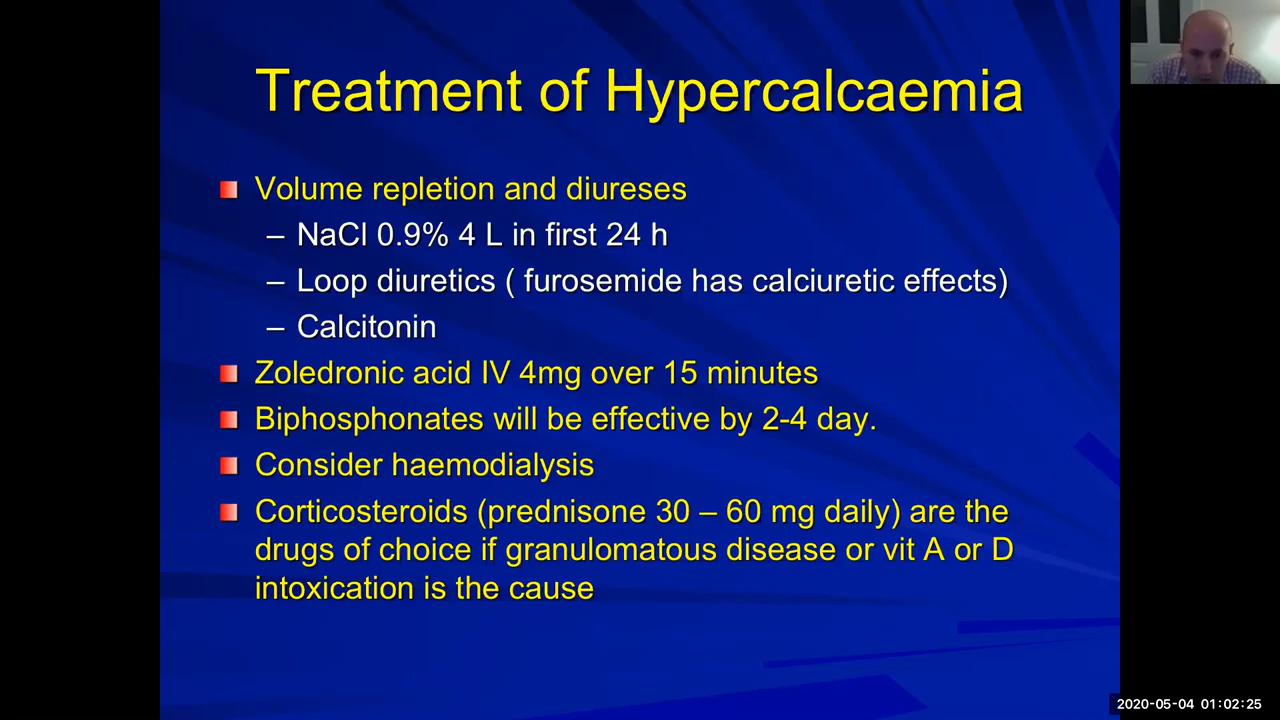 Treatment of Hypercalcaemia
Volume repletion and diureses
– NaCl 0.9% 4 L in first 24 h
– Loop diuretics ( furosemide has calciuretic effects)
– Calcitonin
Zoledronic acid IV 4mg over 15 minutes
Biphosphonates will be effective by 2-4 day.
Consider haemodialysis
Corticosteroids (prednisone 30 – 60 mg daily) are the
drugs of choice if granulomatous disease or vit A or D
intoxication is the cause
2020-05-04 01:02:25